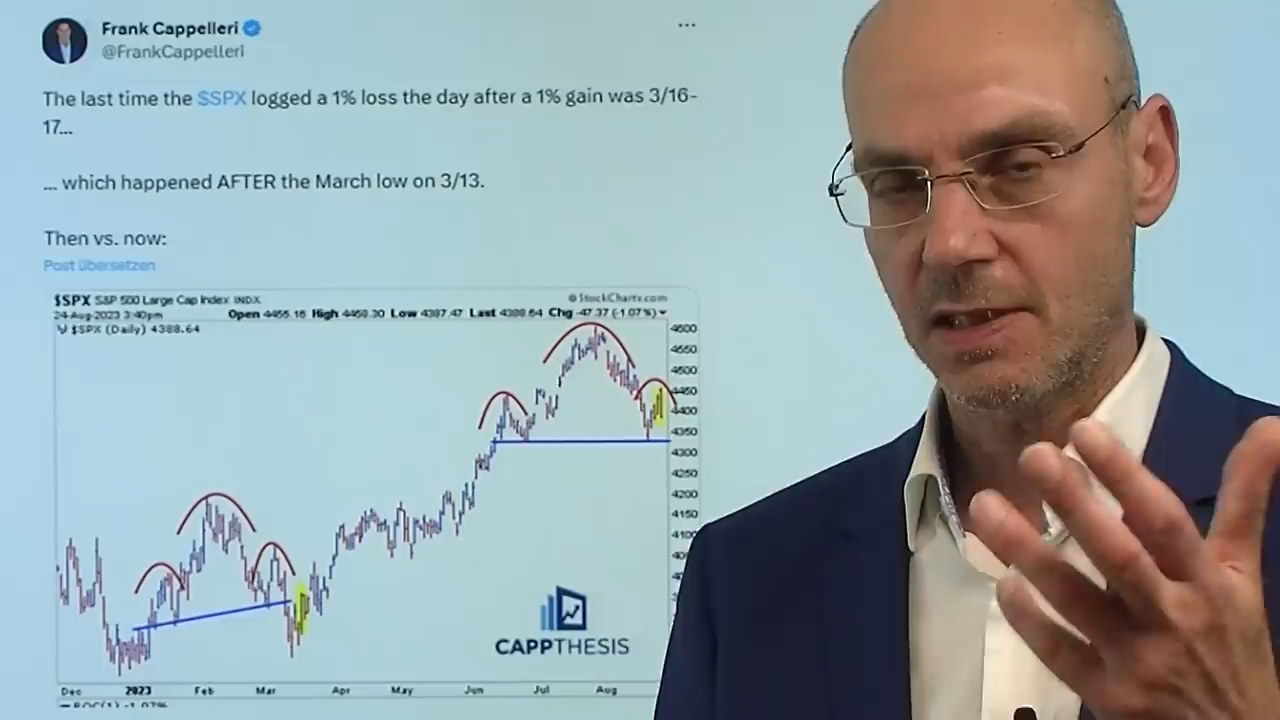 Frank Cappelleri
@FrankCappelleri
The last time the $SPX logged a 1% loss the day after a 1% gain was 3/16-
17...
... which happened AFTER the March low on 3/13.
Then vs. now:
Post übersetzen
$SPX S&P 500 Large Cap Index INDX
© StockCharts.com
24-Aug-2023 3:40pm
Open 4455.16 High 4458.30 Low 4387.47 Last 4388.64 Chg -47.37 (-1.07%)
$SPX (Daily) 4388.64
4600
4550
4500
4450
4400
4350
4300
4250
4200
4150
4100
CAPPTHESIS
Dec 2023 Feb Mar Apr May Jun Jul Aug
ROC(1) -1.07%